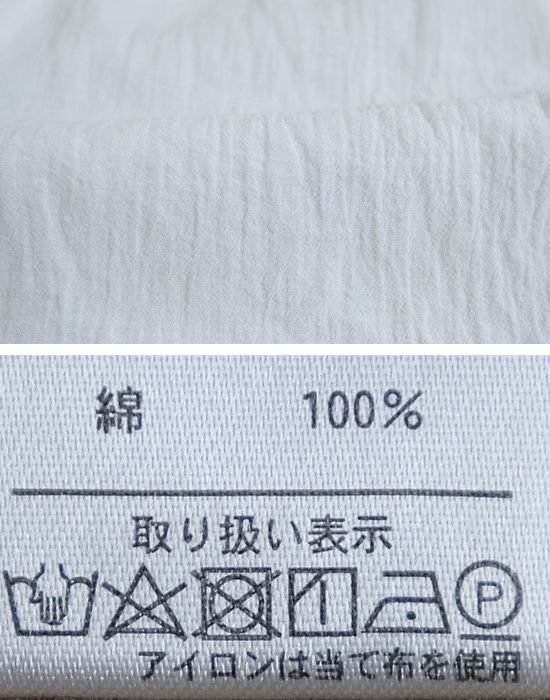 綿 100%
取り扱い表示
P
アイロンは当て布を使用